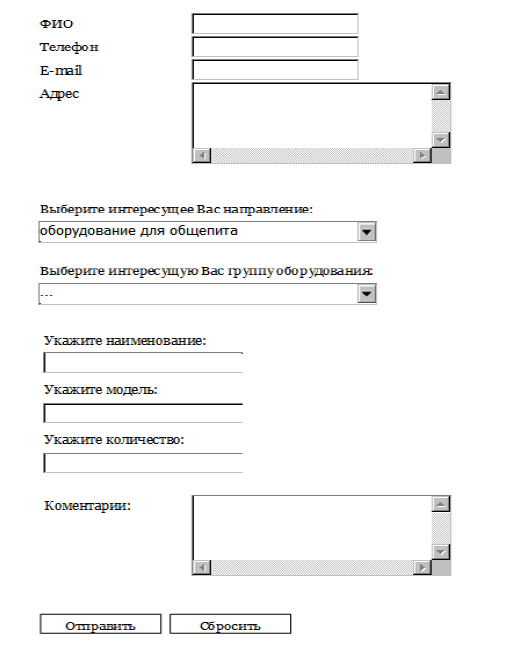 ФИО
Телефон
E-mail
Адрес
Выберите интересущее Вас направление:
оборудование для общепита
Выберите интересущую Вас группу оборудования:
...
Укажите наименование:
Укажите модель:
Укажите количество:
Коментарии:
Отправить Сбросить